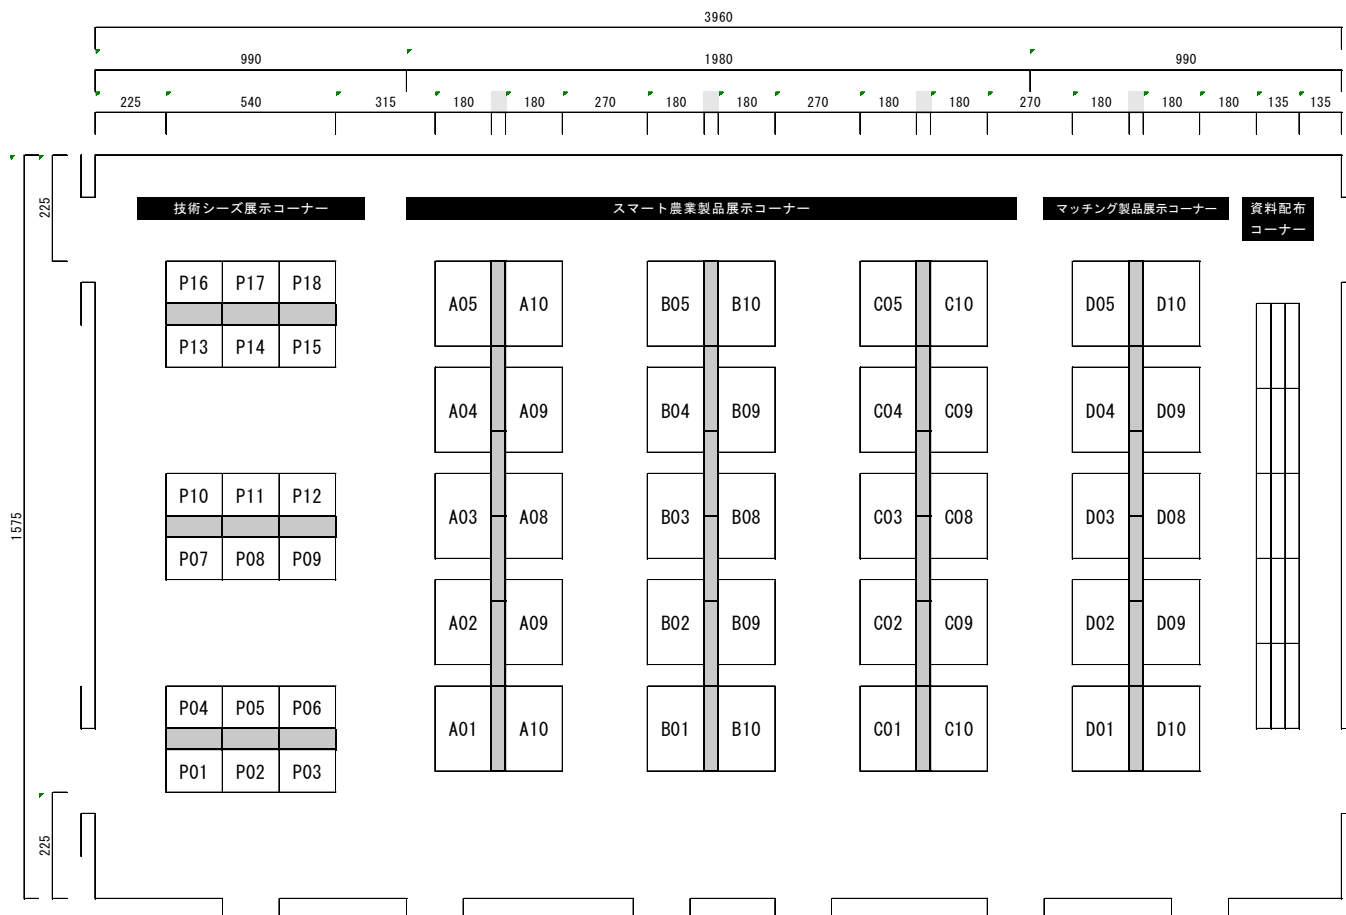 3960
990 1980 990
225 540 315 180 180 270 180 180 270 180 180 270 180 180 180 135 135
225
1575
225
技術シーズ展示コーナー スマート農業製品展示コーナー マッチング製品展示コーナー 資料配布
コーナー
P16 P17 P18
P13 P14 P15
P10 P11 P12
P07 P08 P09
P04 P05 P06
P01 P02 P03
A05 A10 B05 B10 C05 C10 D05 D10
A04 A09 B04 B09 C04 C09 D04 D09
A03 A08 B03 B08 C03 C08 D03 D08
A02 A09 B02 B09 C02 C09 D02 D09
A01 A10 B01 B10 C01 C10 D01 D10